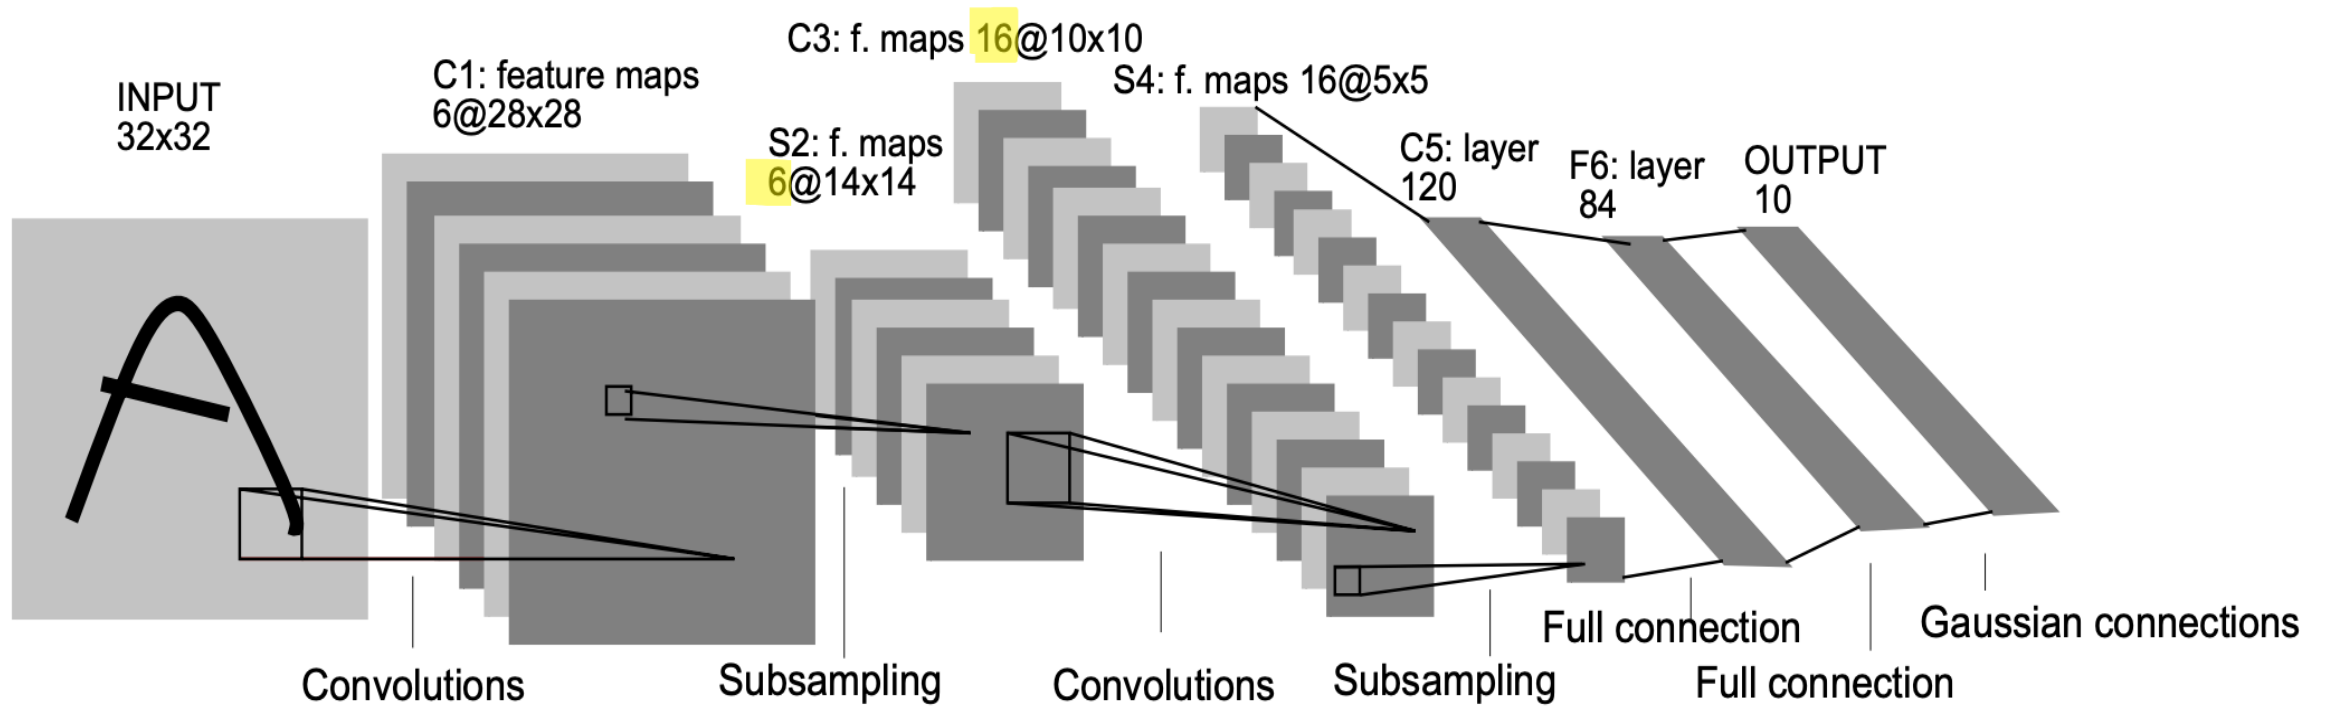 INPUT
32x32
C1: feature maps
6@28x28
S2: f. maps
6@14x14
C3: f. maps 16@10x10
S4: f. maps 16@5x5
C5: layer
120
F6: layer
84
OUTPUT
10
Convolutions
Subsampling
Convolutions
Subsampling
Full connection
Full connection
Gaussian connections